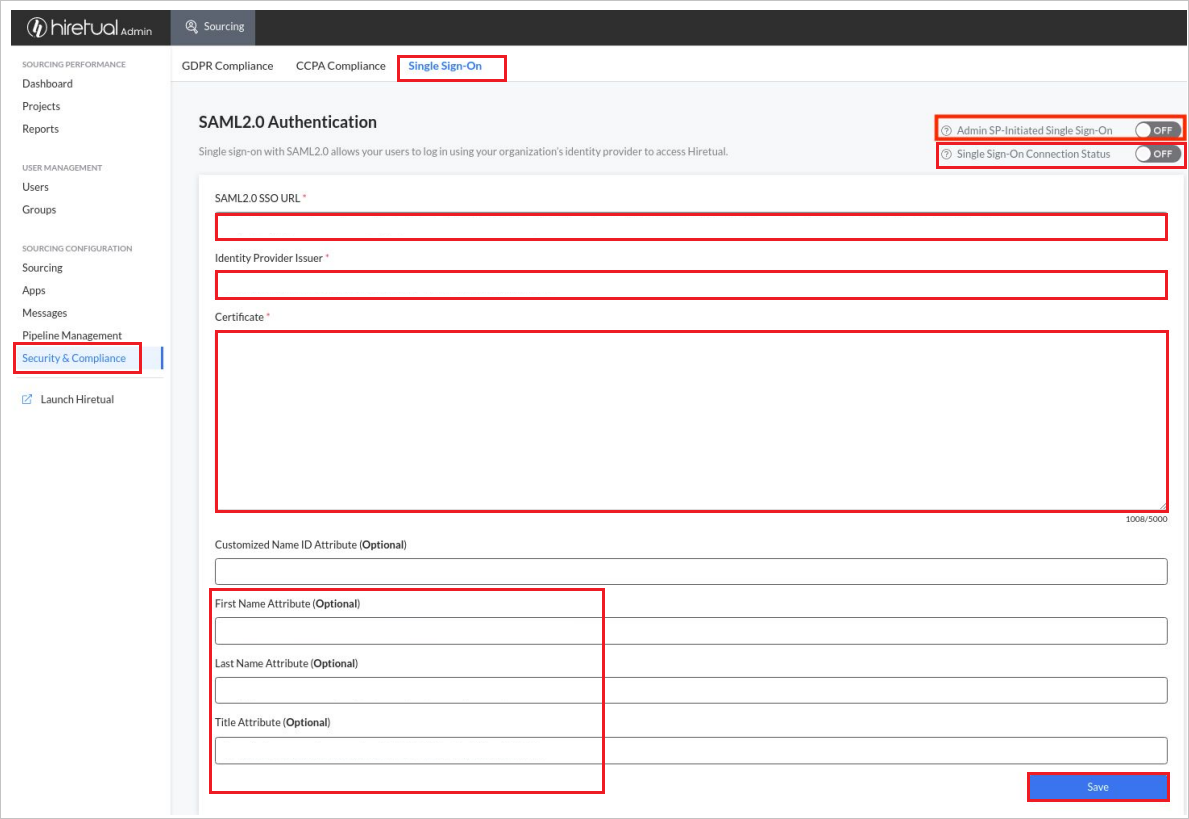 hiretual Admin
Sourcing
SOURCING PERFORMANCE
Dashboard
Projects
Reports
USER MANAGEMENT
Users
Groups
SOURCING CONFIGURATION
Sourcing
Apps
Messages
Pipeline Management
Security & Compliance
Launch Hiretual
GDPR Compliance
CCPA Compliance
Single Sign-On
SAML2.0 Authentication
Single sign-on with SAML2.0 allows your users to log in using your organization's identity provider to access Hiretual.
? Admin SP-Initiated Single Sign-On OFF
? Single Sign-On Connection Status OFF
SAML2.0 SSO URL *
Identity Provider Issuer *
Certificate *
1008/5000
Customized Name ID Attribute (Optional)
First Name Attribute (Optional)
Last Name Attribute (Optional)
Title Attribute (Optional)
Save